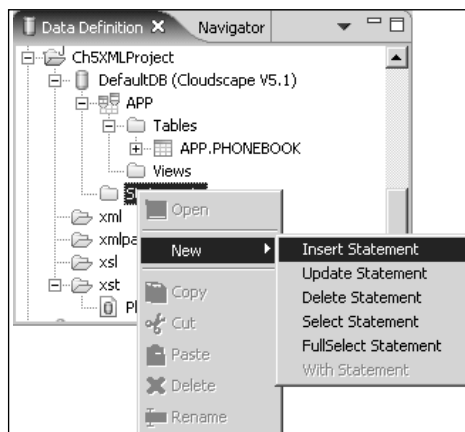 Data Definition Navigator
Ch5XMLProject
DefaultDB (Cloudscape V5.1)
APP
Tables
APP.PHONEBOOK
Views
xml
xsl
xst
Open
New
Copy
Cut
Paste
Delete
Rename
Insert Statement
Update Statement
Delete Statement
Select Statement
FullSelect Statement
With Statement